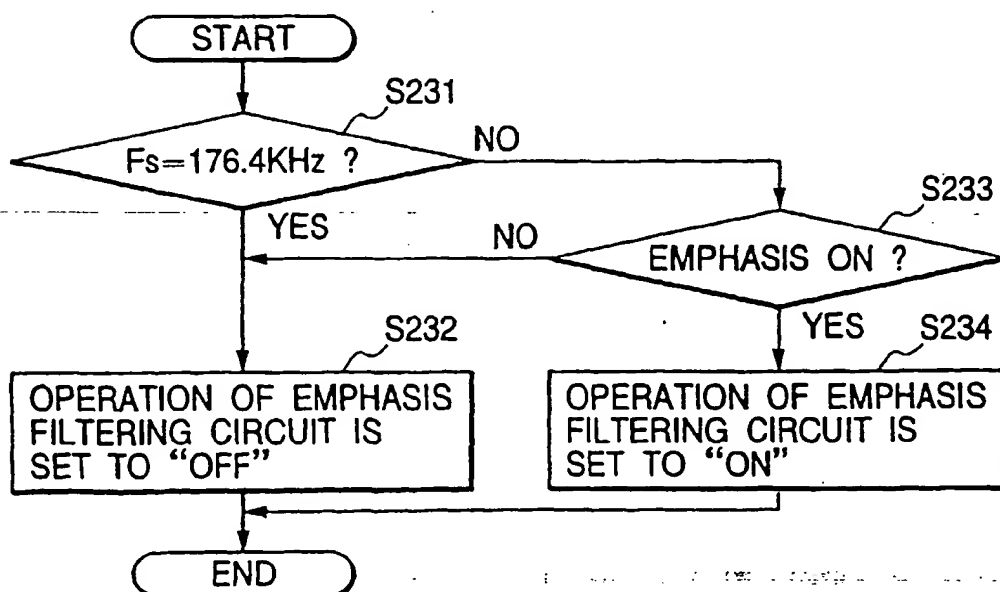 START
S231
Fs=176.4KHz ?
NO
YES
S233
NO
EMPHASIS ON ?
YES
S232
OPERATION OF EMPHASIS
FILTERING CIRCUIT IS
SET TO “OFF”
S234
OPERATION OF EMPHASIS
FILTERING CIRCUIT IS
SET TO “ON”
END